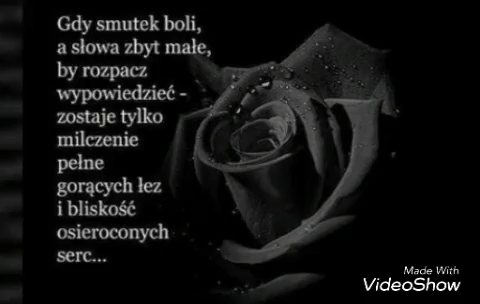 Gdy smutek boli,
a słowa zbyt małe,
by rozpacz
wypowiedzieć -
zostaje tylko
milczenie
pełne
gorących łez
i bliskość
osieroconych
serc...
Made With
VideoShow